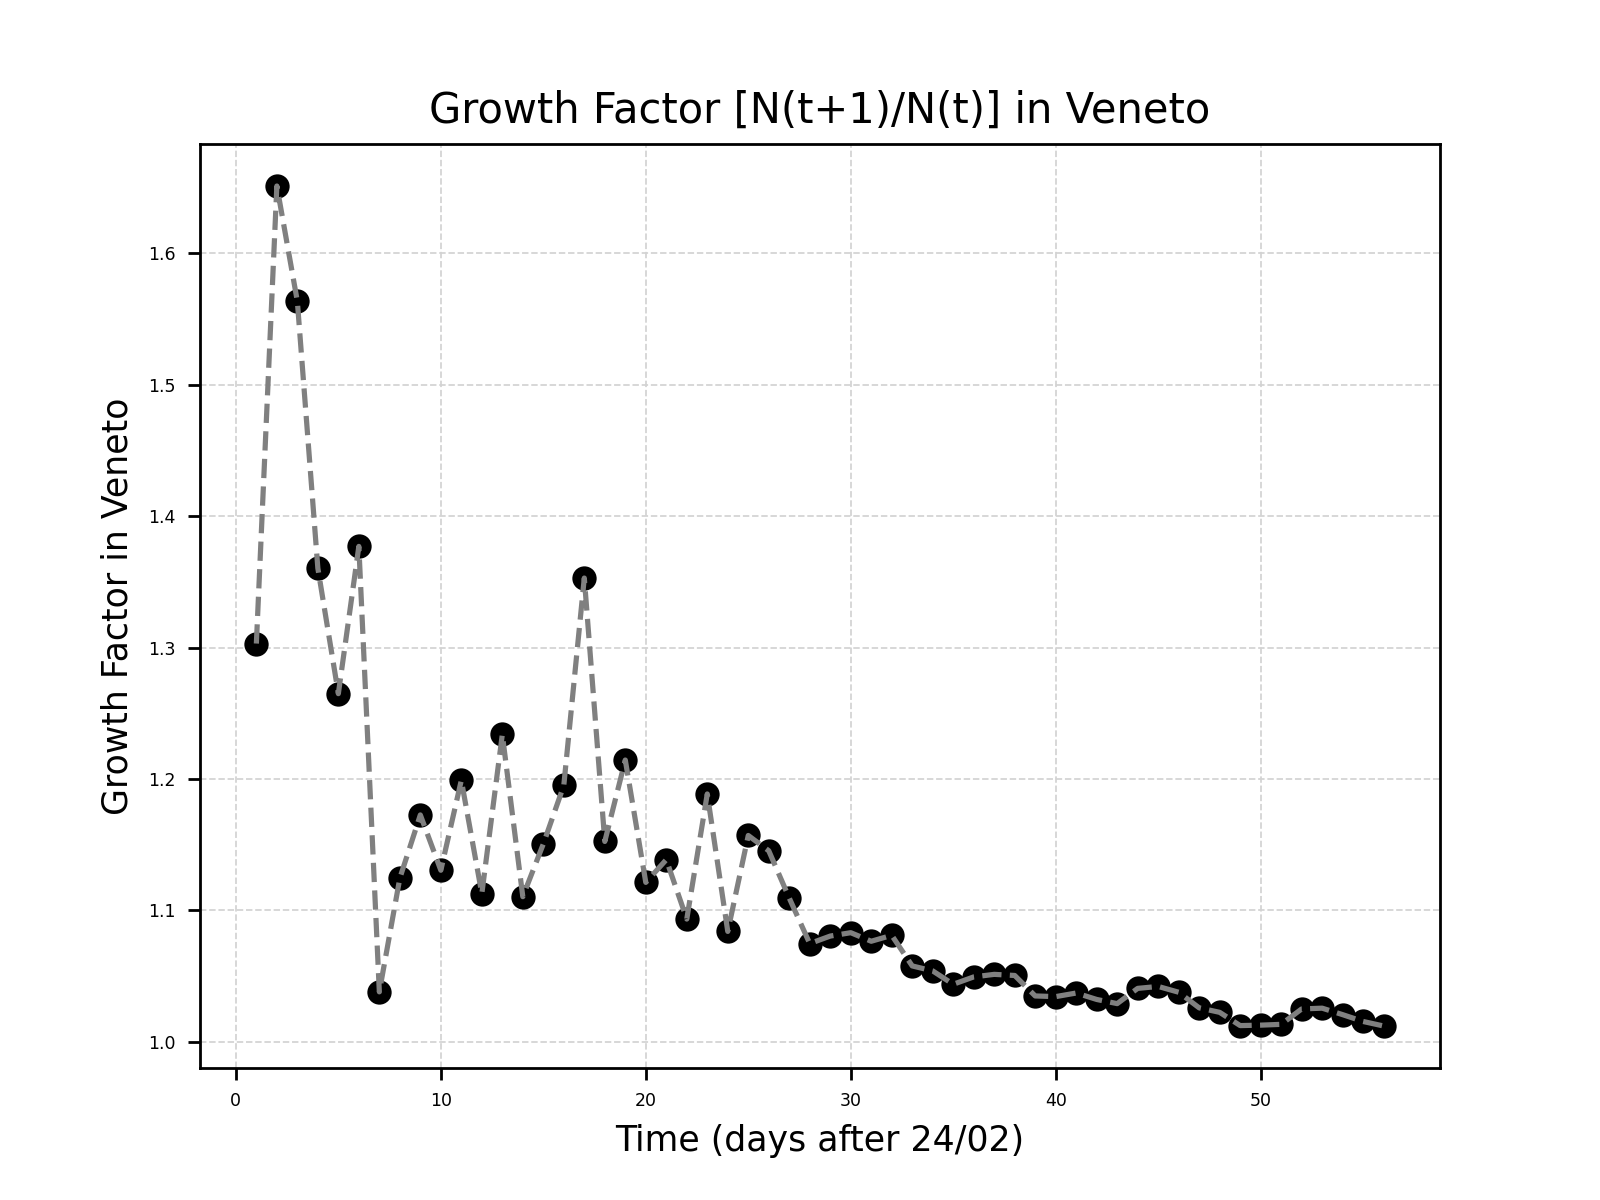 Growth Factor [N(t+1)/N(t)] in Veneto
Growth Factor in Veneto
1.6
1.5
1.4
1.3
1.2
1.1
1.0
0 10 20 30 40 50
Time (days after 24/02)